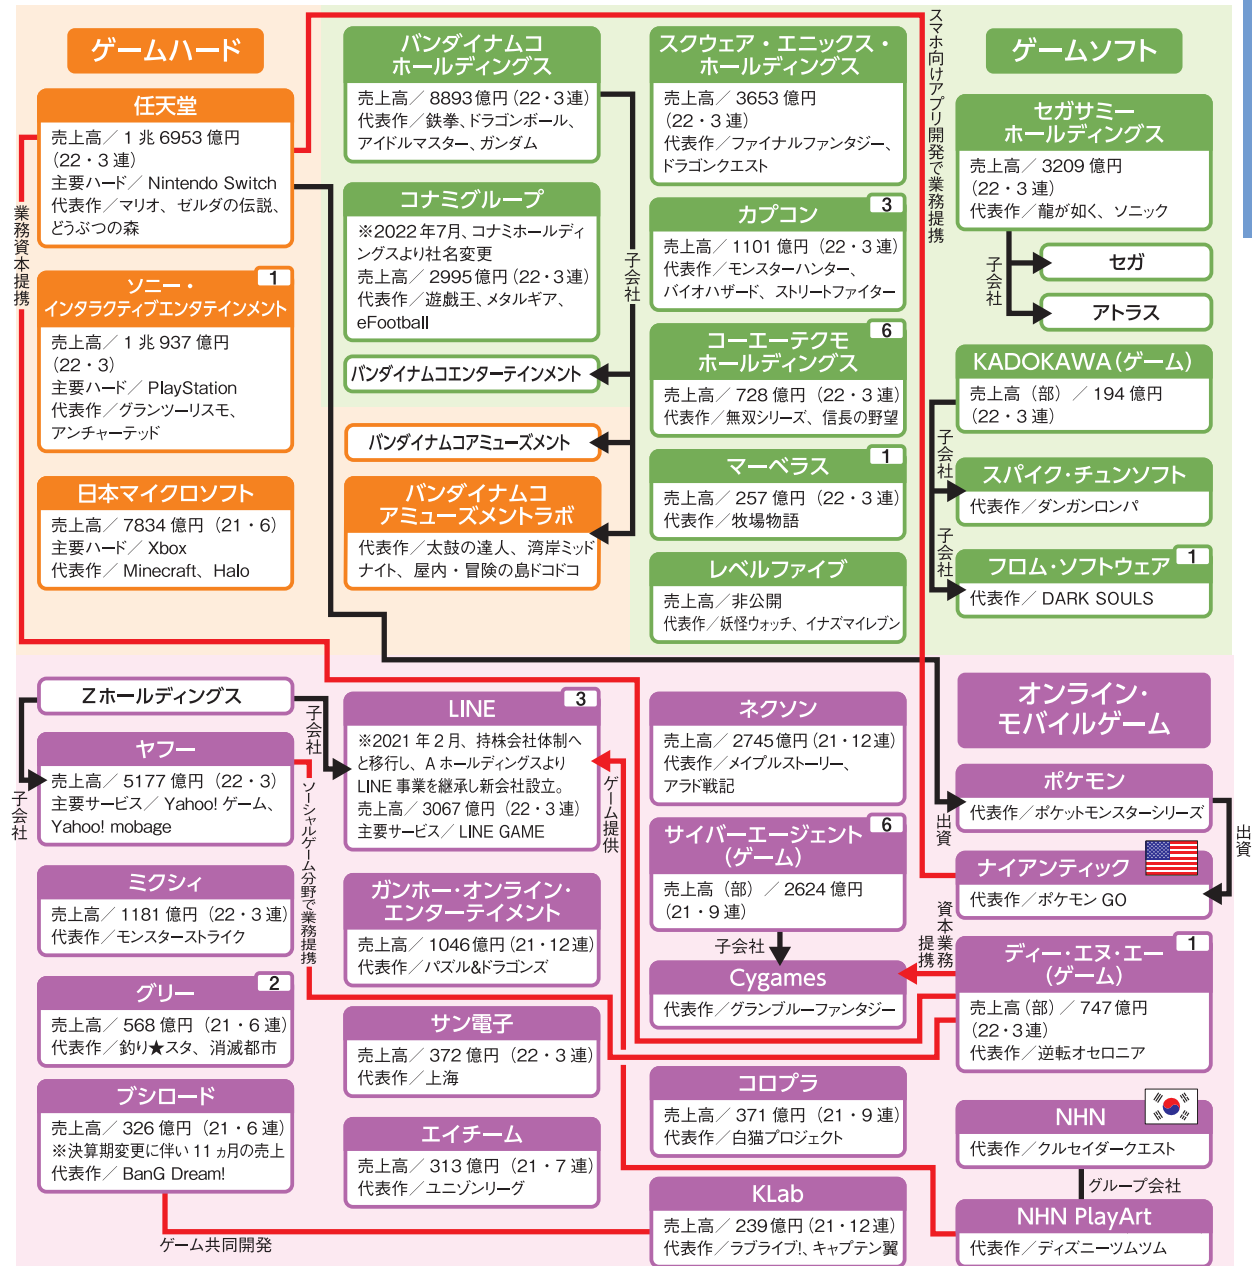 ゲームハード
任天堂
売上高／1兆6953億円
(22・3連)
主要ハード／Nintendo Switch
代表作／マリオ、ゼルダの伝説、
どうぶつの森
業務資本提携
ソニー・
インタラクティブエンタテインメント
1
売上高／1兆937億円
(22・3)
主要ハード／PlayStation
代表作／グランツーリスモ、
アンチャーテッド
日本マイクロソフト
売上高／7834億円（21・6）
主要ハード／Xbox
代表作／Minecraft、Halo
バンダイナムコ
ホールディングス
売上高／8893億円(22・3連)
代表作／鉄拳、ドラゴンボール、
アイドルマスター、ガンダム
コナミグループ
※2022年7月、コナミホールディ
ングスより社名変更
売上高／2995億円(22・3連)
代表作／遊戯王、メタルギア、
eFootball
子会社
バンダイナムコエンターテインメント
バンダイナムコアミューズメント
バンダイナムコ
アミューズメントラボ
代表作／太鼓の達人、湾岸ミッド
ナイト、屋内・冒険の島ドコドコ
スクウェア・エニックス・
ホールディングス
売上高／3653億円
(22・3連)
代表作／ファイナルファンタジー、
ドラゴンクエスト
カプコン
3
売上高／1101億円（22・3連）
代表作／モンスターハンター、
バイオハザード、ストリートファイター
コーエーテクモ
ホールディングス
6
売上高／728億円（22・3連）
代表作／無双シリーズ、信長の野望
マーベラス
1
売上高／257億円（22・3連）
代表作／牧場物語
レベルファイブ
売上高／非公開
代表作／妖怪ウォッチ、イナズマイレブン
スマホ向けアプリ開発で業務提携
ゲームソフト
セガサミー
ホールディングス
売上高／3209億円
(22・3連)
代表作／龍が如く、ソニック
子会社
セガ
アトラス
KADOKAWA(ゲーム)
売上高（部）／194億円
(22・3連)
子会社
スパイク・チュンソフト
代表作／ダンガンロンパ
子会社
フロム・ソフトウェア
1
代表作／DARK SOULS
Zホールディングス
子会社
ヤフー
売上高／5177億円（22・3）
主要サービス／Yahoo!ゲーム、
Yahoo! mobage
子会社
ソーシャルゲーム分野で業務提携
ミクシィ
売上高／1181億円（22・3連）
代表作／モンスターストライク
グリー
2
売上高／568億円（21・6連）
代表作／釣り★スタ、消滅都市
ブシロード
売上高／326億円（21・6連）
※決算期変更に伴い11ヵ月の売上
代表作／BanG Dream!
ゲーム共同開発
LINE
3
※2021年2月、持株会社体制へ
と移行し、Aホールディングスより
LINE事業を継承し新会社設立。
売上高／3067億円（22・3連）
主要サービス／LINE GAME
ゲーム提供
ガンホー・オンライン・
エンターテイメント
売上高／1046億円(21・12連)
代表作／パズル&ドラゴンズ
サン電子
売上高／372億円（22・3連）
代表作／上海
エイチーム
売上高／313億円（21・7連）
代表作／ユニゾンリーグ
ネクソン
売上高／2745億円(21・12連)
代表作／メイプルストーリー、
アラド戦記
サイバーエージェント
(ゲーム)
6
売上高（部）／2624億円
(21・9連)
子会社
Cygames
代表作／グランブルーファンタジー
コロプラ
売上高／371億円（21・9連）
代表作／白猫プロジェクト
KLab
売上高／239億円(21・12連)
代表作／ラブライブ!、キャプテン翼
オンライン・
モバイルゲーム
出資
ポケモン
代表作／ポケットモンスターシリーズ
出資
ナイアンティック
代表作／ポケモンGO
資本業務
提携
ディー・エヌ・エー
(ゲーム)
1
売上高(部)／747億円
(22・3連)
代表作／逆転オセロニア
NHN
代表作／クルセイダークエスト
グループ会社
NHN PlayArt
代表作／ディズニーツムツム